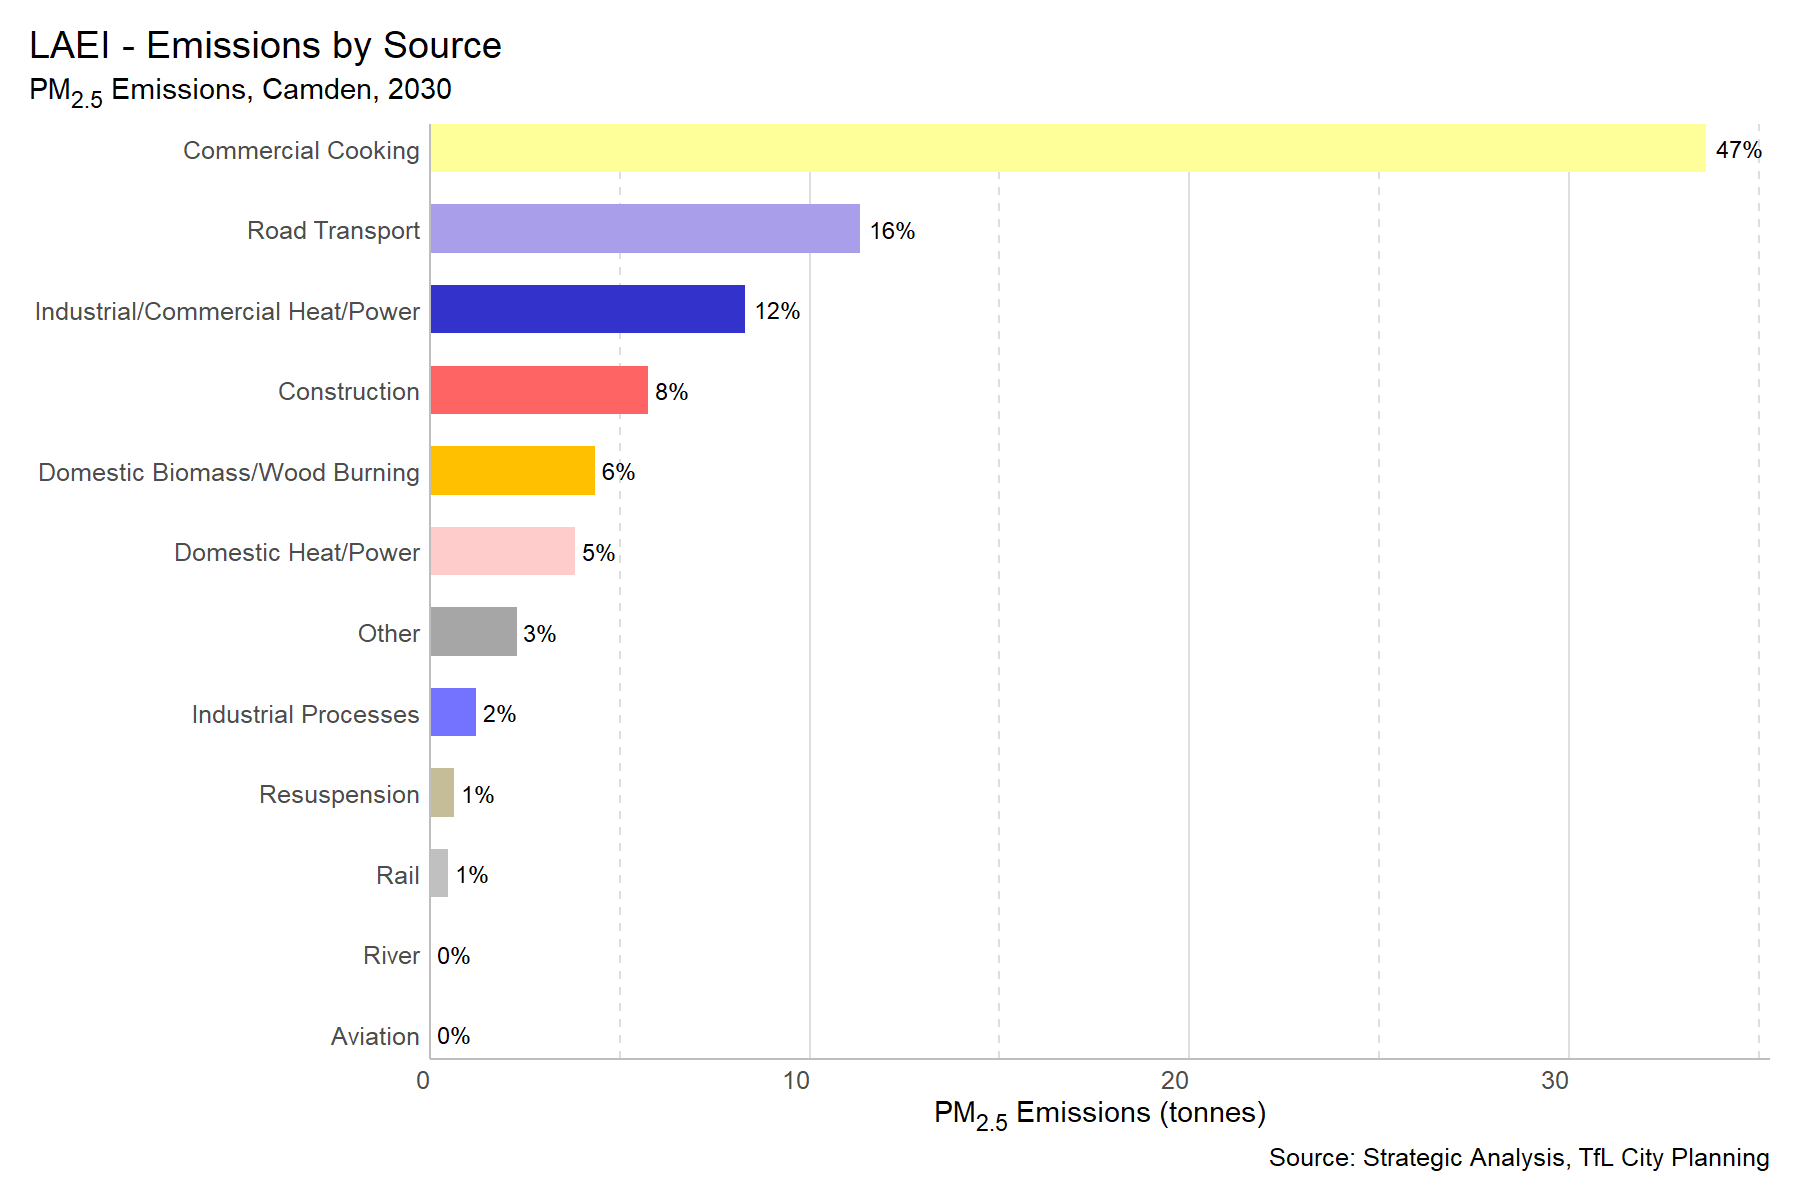 LAEI - Emissions by Source
PM2.5 Emissions, Camden, 2030
Commercial Cooking 47%
Road Transport 16%
Industrial/Commercial Heat/Power 12%
Construction 8%
Domestic Biomass/Wood Burning 6%
Domestic Heat/Power 5%
Other 3%
Industrial Processes 2%
Resuspension 1%
Rail 1%
River 0%
Aviation 0%
0 10 20 30
PM2.5 Emissions (tonnes)
Source: Strategic Analysis, TfL City Planning